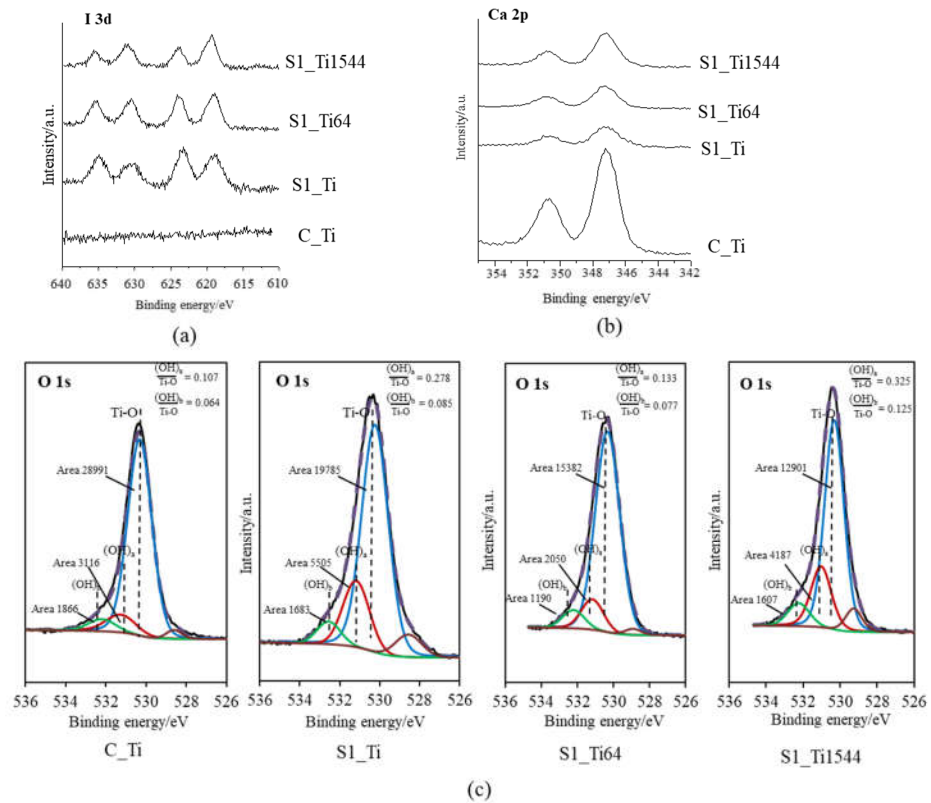 I 3d
S1_Ti1544
S1_Ti64
S1_Ti
C_Ti
Intensity/a.u.
640 635 630 625 620 615 610
Binding energy/eV
(a)
Ca 2p
S1_Ti1544
S1_Ti64
S1_Ti
C_Ti
Intensity/a.u.
354 352 350 348 346 344 342
Binding energy/eV
(b)
O 1s
(OH)a
Ti-O = 0.107
(OH)b
Ti-O = 0.064
Ti-O
Area 28991
(OH)a
Area 3116
(OH)
Area 1866
536 534 532 530 528 526
Binding energy/eV
C_Ti
O 1s
(OH)a
Ti-O = 0.278
(OH)b
Ti-O = 0.085
Ti-O
Area 19785
(OH)a
Area 5505
(OH)b
Area 1683
Intensity/a.u.
536 534 532 530 528 526
Binding energy/eV
S1_Ti
O 1s
(OH)a
Ti-O = 0.133
(OH)b
Ti-O = 0.077
Ti-O
Area 15382
(OH)a
Area 2050
(OH)b
Area 1190
Intensity/a.u.
536 534 532 530 528 526
Binding energy/eV
S1_Ti64
O 1s
(OH)a
Ti-O = 0.325
(OH)b
Ti-O = 0.125
Ti-O
Area 12901
(OH)a
Area 4187
(OH)b
Area 1607
Intensity/a.u.
536 534 532 530 528 526
Binding energy/eV
S1_Ti1544
(c)